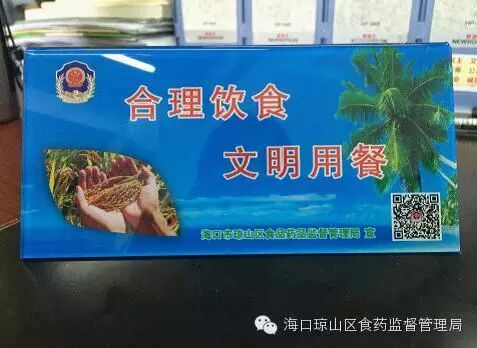 合理饮食
文明用餐
海口市琼山区食品药品监督管理局 宣
海口琼山区食药监督管理局